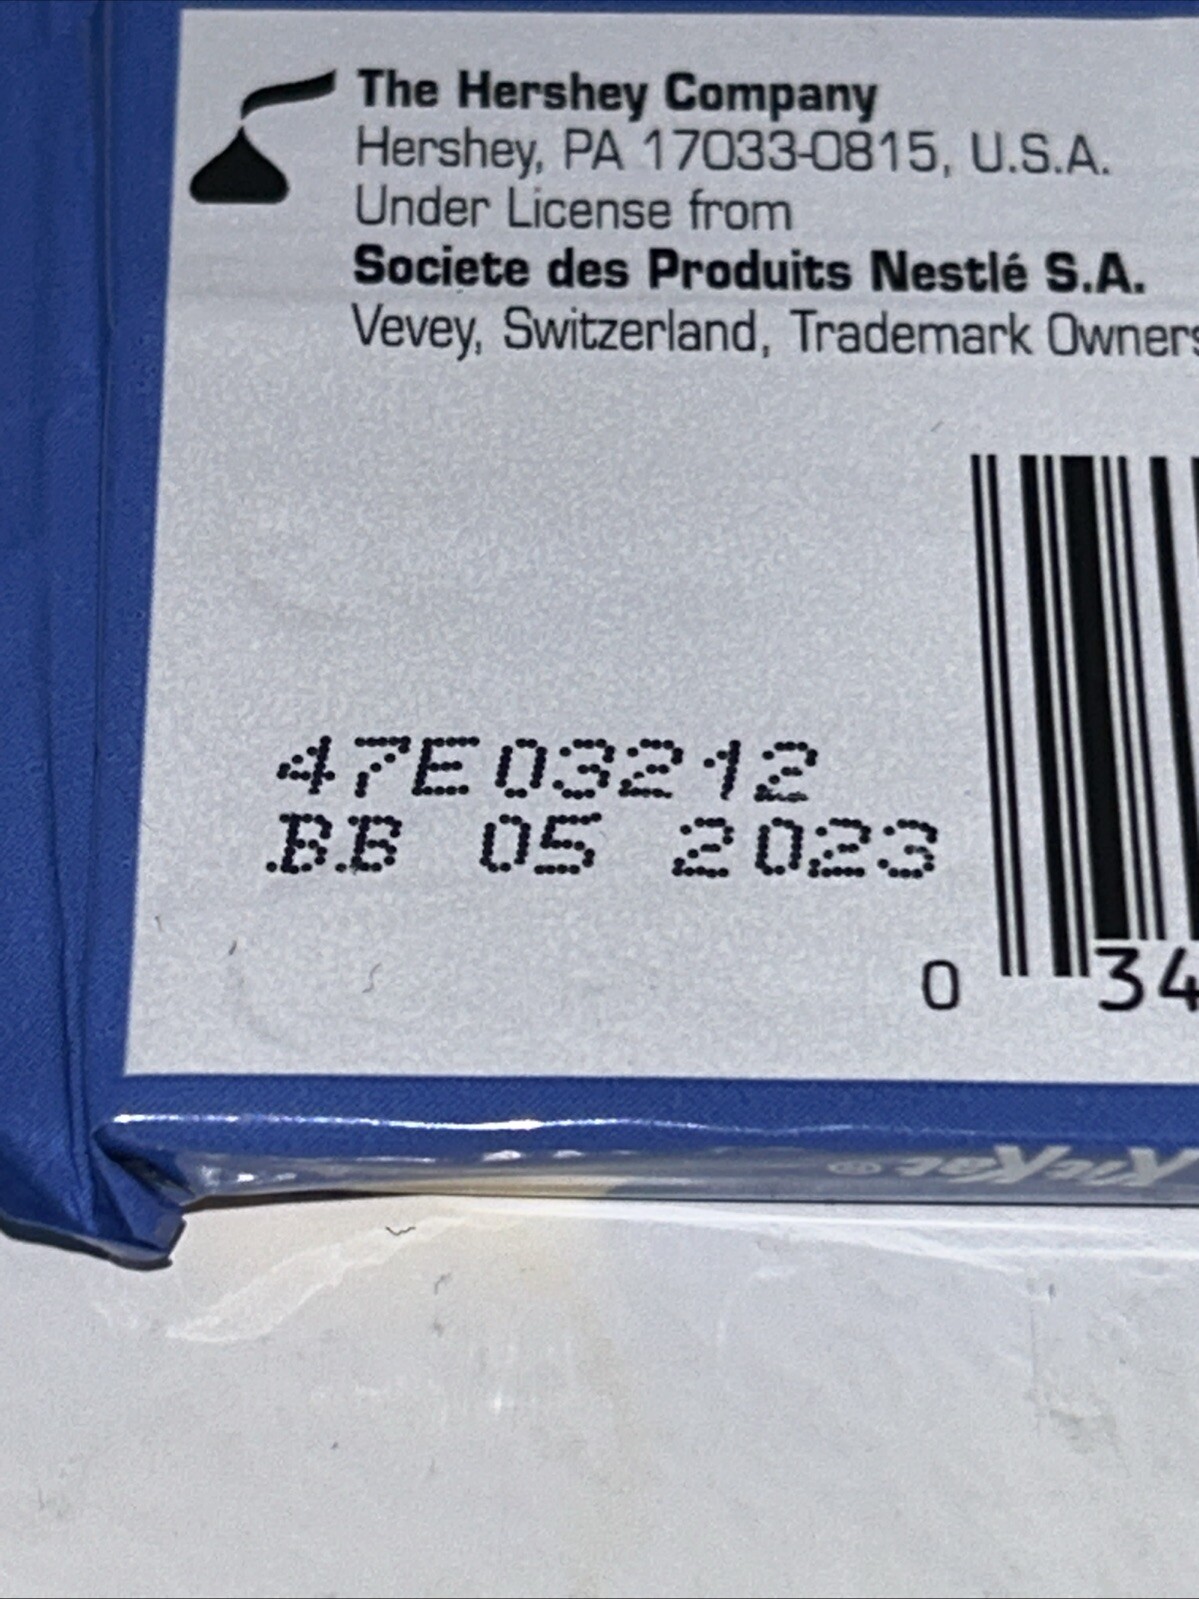 The Hershey Company
Hershey, PA 17033-0815, U.S.A.
Under License from
Societe des Produits Nestlé S.A.
Vevey, Switzerland, Trademark Owners
47E03212
BB 05 2023
0 34
KitKat®